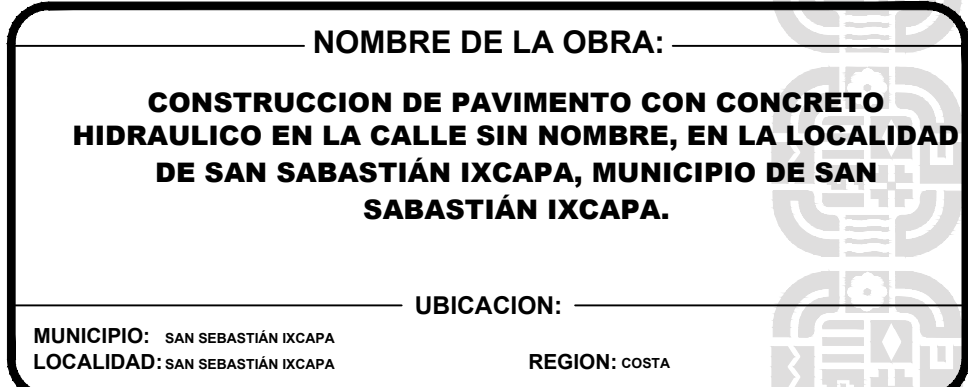 NOMBRE DE LA OBRA:
CONSTRUCCION DE PAVIMENTO CON CONCRETO
HIDRAULICO EN LA CALLE SIN NOMBRE, EN LA LOCALIDAD
DE SAN SABASTIÁN IXCAPA, MUNICIPIO DE SAN
SABASTIÁN IXCAPA.
UBICACION:
MUNICIPIO: SAN SEBASTIÁN IXCAPA
LOCALIDAD: SAN SEBASTIÁN IXCAPA REGION: COSTA